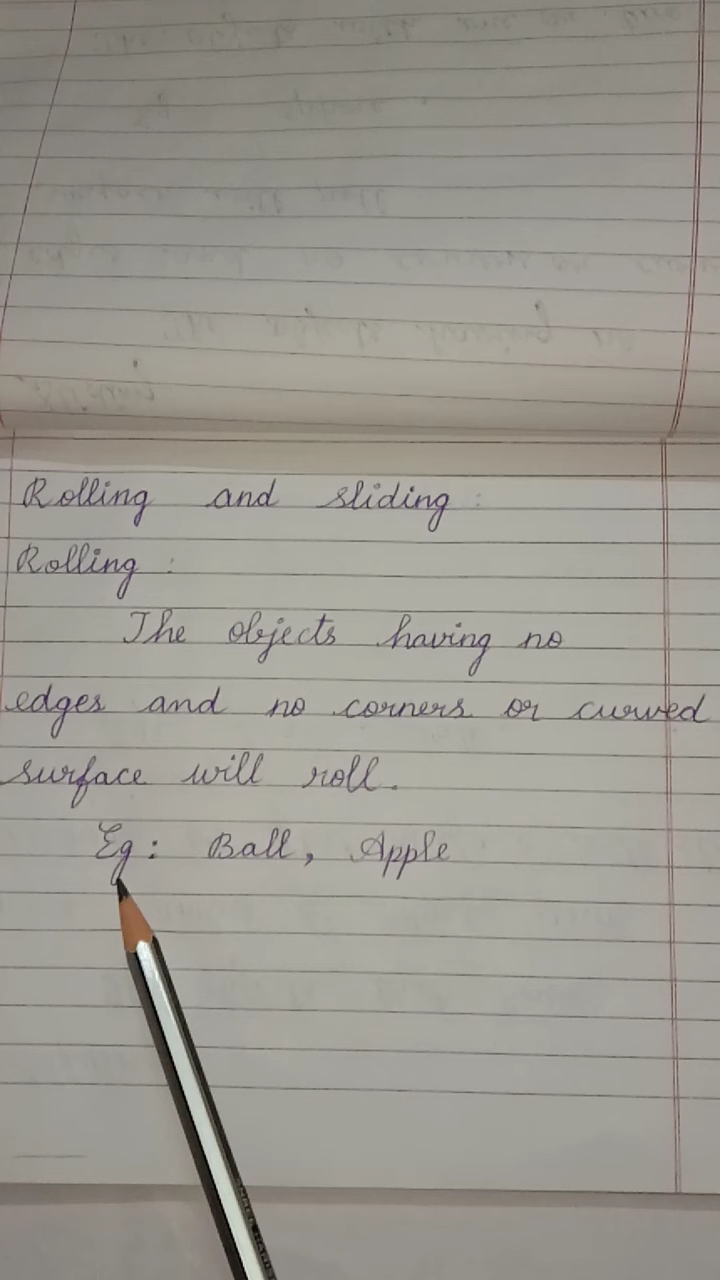 Rolling and sliding :
Rolling :
The objects having no
edges and no corners or curved
surface will roll.
Eg : Ball, Apple